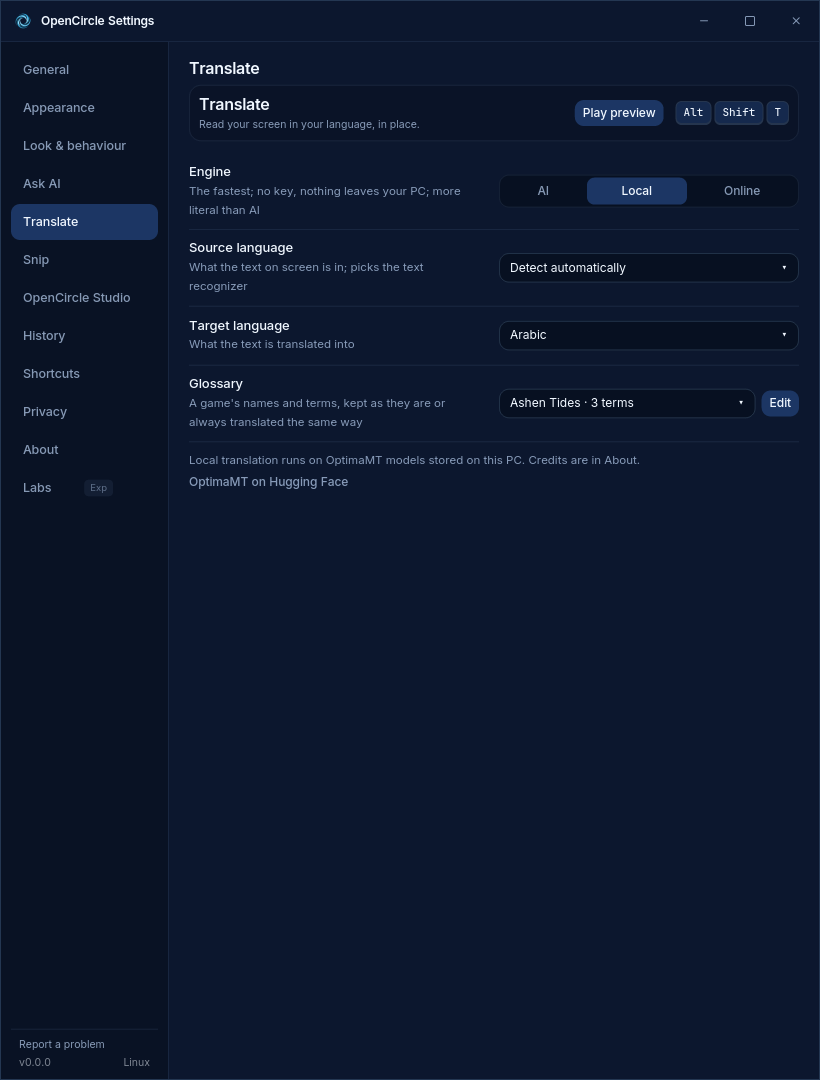 OpenCircle Settings
General
Appearance
Look & behaviour
Ask AI
Translate
Snip
OpenCircle Studio
History
Shortcuts
Privacy
About
Labs Exp
Report a problem
v0.0.0 Linux
Translate
Translate
Read your screen in your language, in place.
Play preview Alt Shift T
Engine
The fastest; no key, nothing leaves your PC; more
literal than AI
AI Local Online
Source language
What the text on screen is in; picks the text
recognizer
Detect automatically
Target language
What the text is translated into
Arabic
Glossary
A game's names and terms, kept as they are or
always translated the same way
Ashen Tides · 3 terms Edit
Local translation runs on OptimaMT models stored on this PC. Credits are in About.
OptimaMT on Hugging Face